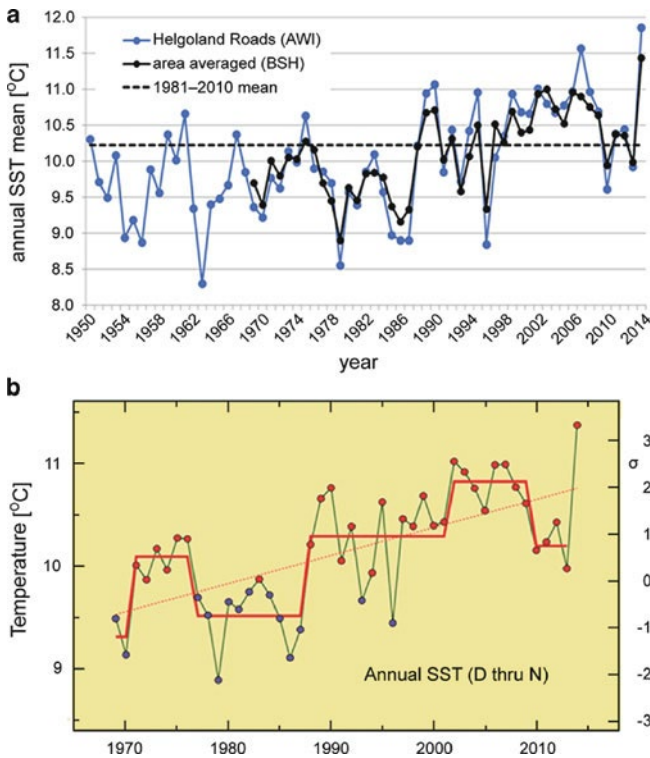 a
12.0
Helgoland Roads (AWI)
11.5
area averaged (BSH)
11.0
1981–2010 mean
10.5
10.0
9.5
9.0
8.5
8.0
annual SST mean [°C]
1950 1954 1958 1962 1966 1970 1974 1978 1982 1986 1990 1994 1998 2002 2006 2010 2014
year
b
11
10
9
Temperature [°C]
3
σ
2
1
0
-1
-2
-3
Annual SST (D thru N)
1970 1980 1990 2000 2010